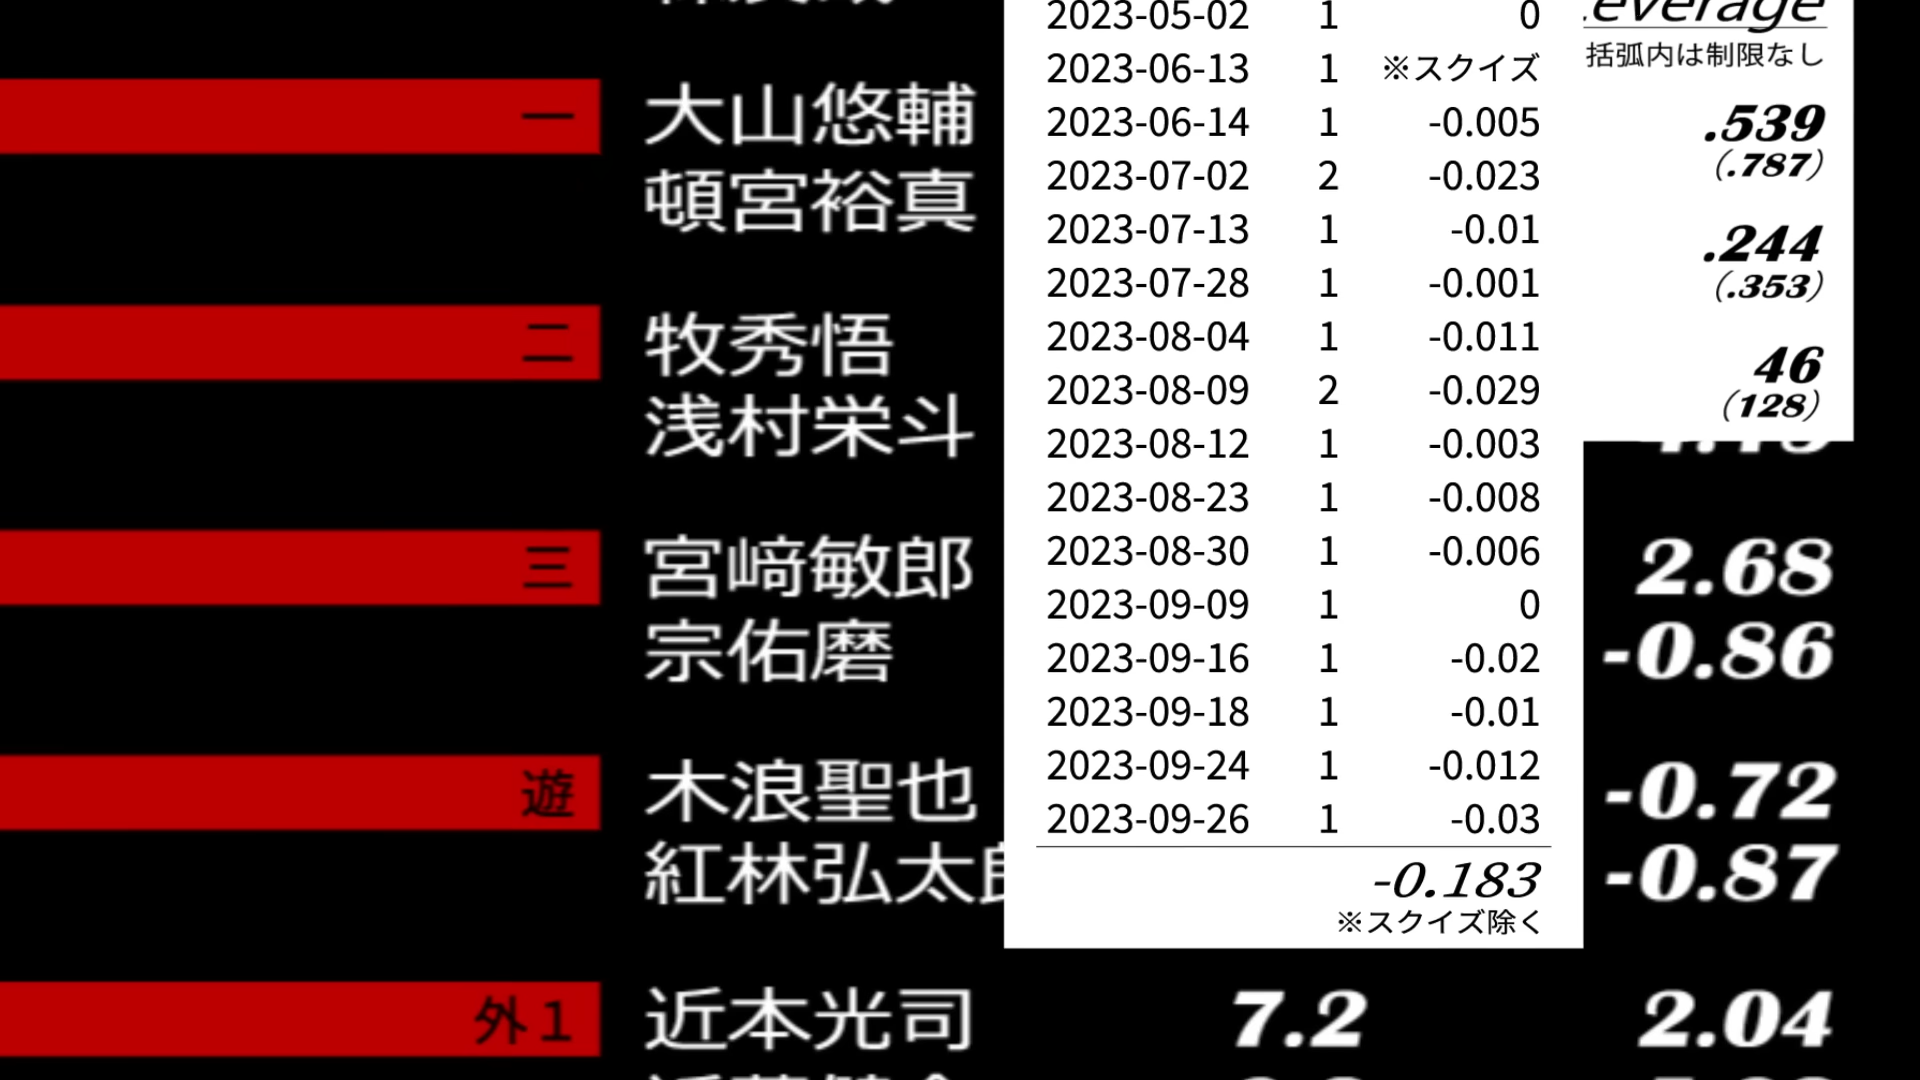 一 大山悠輔
頓宮裕真
二 牧秀悟
浅村栄斗
三 宮﨑敏郎 2.68
宗佑磨 -0.86
遊 木浪聖也 -0.72
紅林弘太 -0.87
外1 近本光司 7.2 2.04
2023-05-02 1 0
2023-06-13 1 ※スクイズ
2023-06-14 1 -0.005
2023-07-02 2 -0.023
2023-07-13 1 -0.01
2023-07-28 1 -0.001
2023-08-04 1 -0.011
2023-08-09 2 -0.029
2023-08-12 1 -0.003
2023-08-23 1 -0.008
2023-08-30 1 -0.006
2023-09-09 1 0
2023-09-16 1 -0.02
2023-09-18 1 -0.01
2023-09-24 1 -0.012
2023-09-26 1 -0.03
-0.183
※スクイズ除く
everage
括弧内は制限なし
.539
(.787)
.244
(.353)
46
(128)